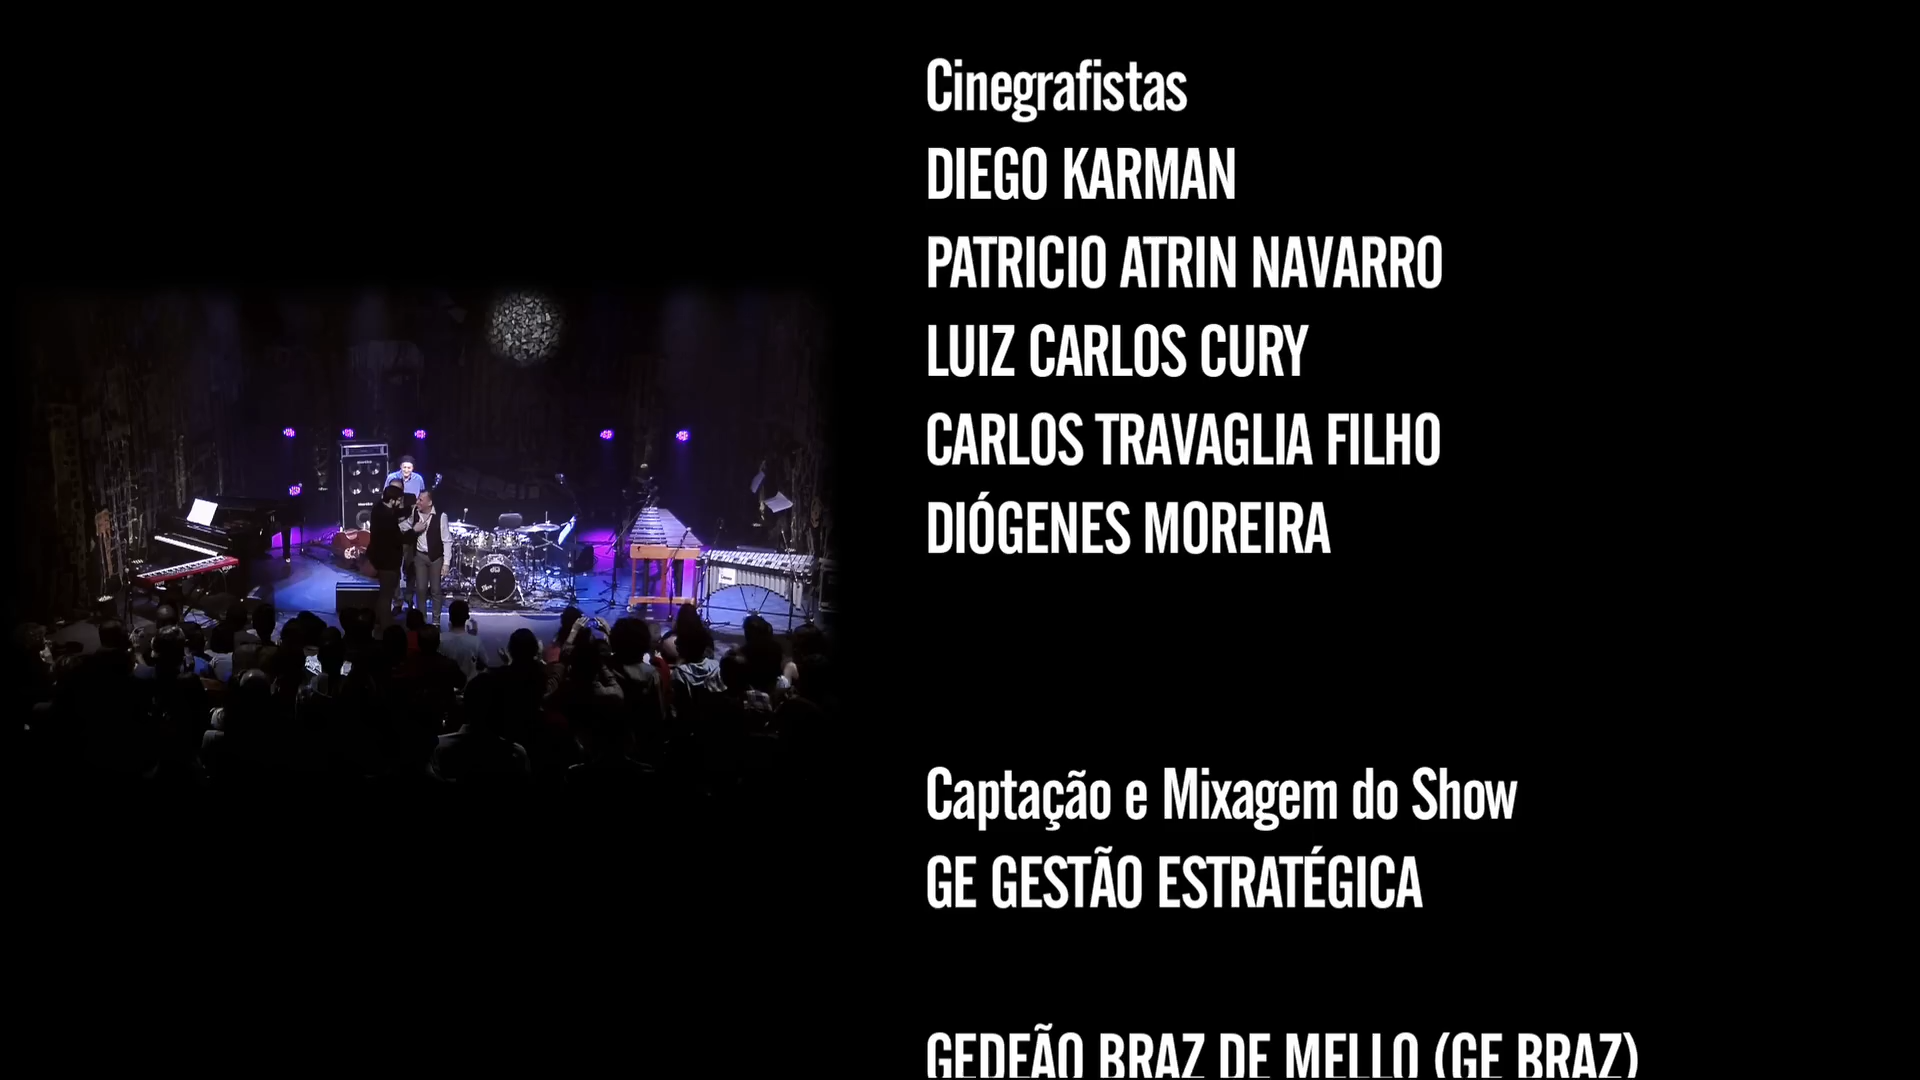 Cinegrafistas
DIEGO KARMAN
PATRICIO ATRIN NAVARRO
LUIZ CARLOS CURY
CARLOS TRAVAGLIA FILHO
DIÓGENES MOREIRA
Captação e Mixagem do Show
GE GESTÃO ESTRATÉGICA
GEDEÃO BRAZ DE MELLO (GE BRAZ)